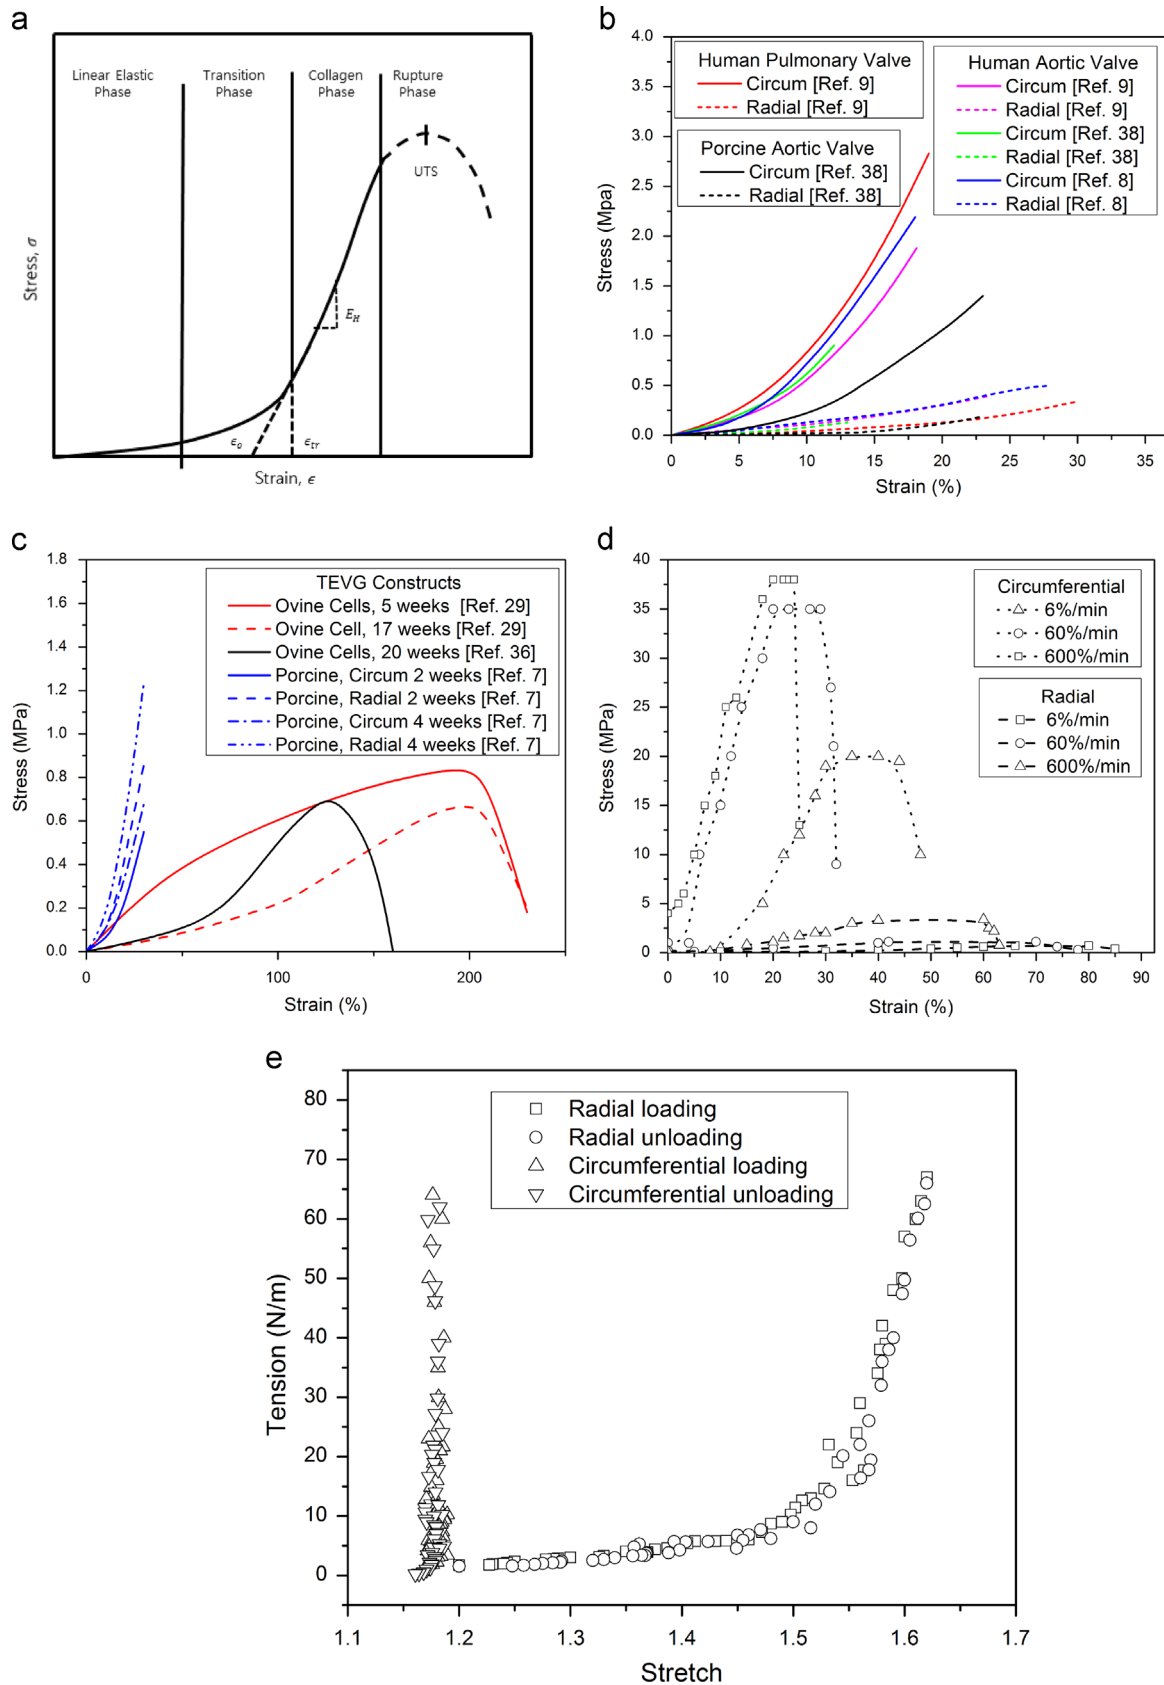 a
Linear Elastic Phase
Transition Phase
Collagen Phase
Rupture Phase
UTS
E_H
ε_o
ε_tr
Stress, σ
Strain, ϵ
b
4.0
3.5
3.0
2.5
2.0
1.5
1.0
0.5
0.0
Stress (Mpa)
Human Pulmonary Valve
Circum [Ref. 9]
Radial [Ref. 9]
Porcine Aortic Valve
Circum [Ref. 38]
Radial [Ref. 38]
Human Aortic Valve
Circum [Ref. 9]
Radial [Ref. 9]
Circum [Ref. 38]
Radial [Ref. 38]
Circum [Ref. 8]
Radial [Ref. 8]
0 5 10 15 20 25 30 35
Strain (%)
c
1.8
1.6
1.4
1.2
1.0
0.8
0.6
0.4
0.2
0.0
Stress (MPa)
TEVG Constructs
Ovine Cells, 5 weeks [Ref. 29]
Ovine Cell, 17 weeks [Ref. 29]
Ovine Cells, 20 weeks [Ref. 36]
Porcine, Circum 2 weeks [Ref. 7]
Porcine, Radial 2 weeks [Ref. 7]
Porcine, Circum 4 weeks [Ref. 7]
Porcine, Radial 4 weeks [Ref. 7]
0 100 200
Strain (%)
d
40
35
30
25
20
15
10
5
0
Stress (MPa)
Circumferential
6%/min
60%/min
600%/min
Radial
6%/min
60%/min
600%/min
0 10 20 30 40 50 60 70 80 90
Strain (%)
e
80
70
60
50
40
30
20
10
0
Tension (N/m)
Radial loading
Radial unloading
Circumferential loading
Circumferential unloading
1.1 1.2 1.3 1.4 1.5 1.6 1.7
Stretch